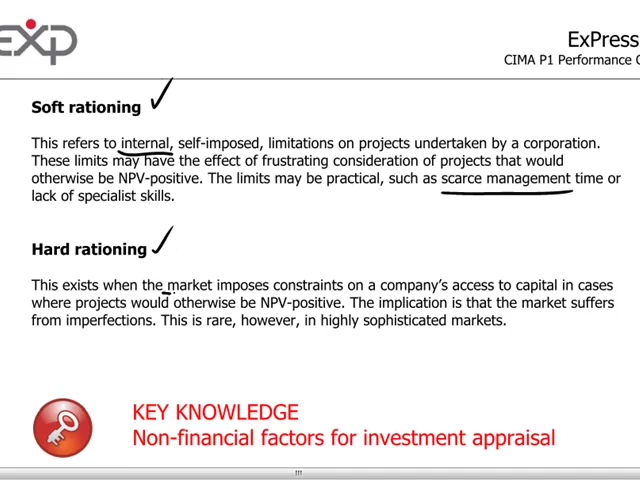 exp
ExPress
CIMA P1 Performance
Soft rationing
This refers to internal, self-imposed, limitations on projects undertaken by a corporation.
These limits may have the effect of frustrating consideration of projects that would
otherwise be NPV-positive. The limits may be practical, such as scarce management time or
lack of specialist skills.
Hard rationing
This exists when the market imposes constraints on a company's access to capital in cases
where projects would otherwise be NPV-positive. The implication is that the market suffers
from imperfections. This is rare, however, in highly sophisticated markets.
KEY KNOWLEDGE
Non-financial factors for investment appraisal